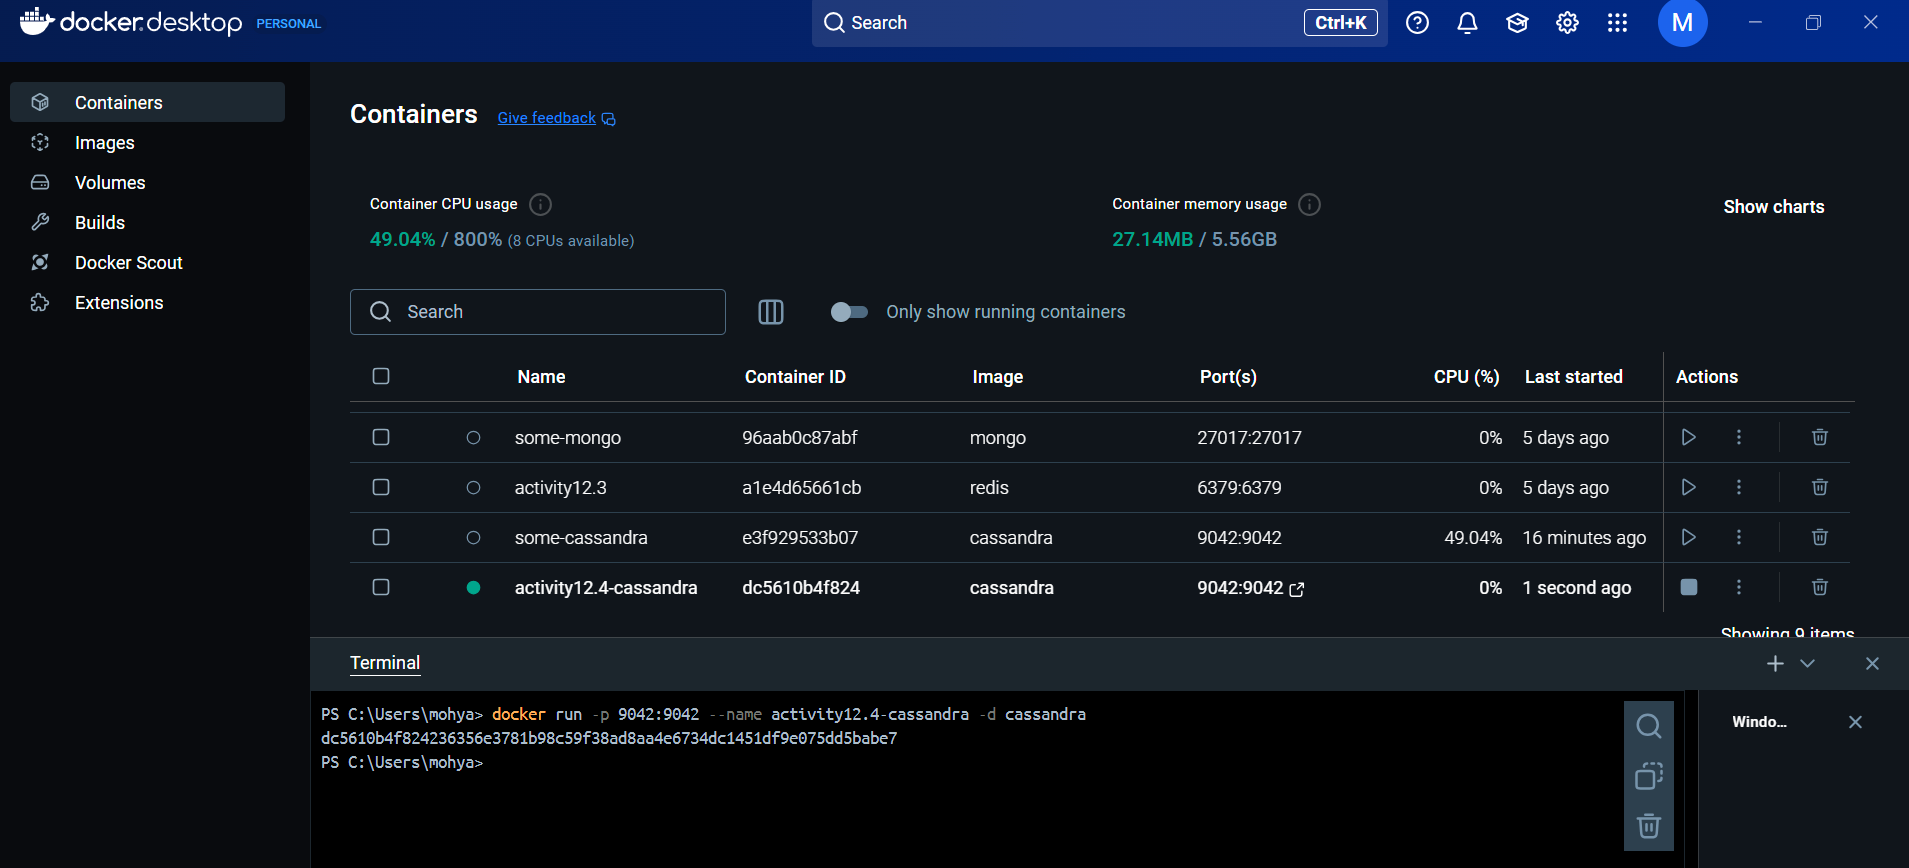 docker.desktop PERSONAL
Search Ctrl+K
M
Containers
Images
Volumes
Builds
Docker Scout
Extensions
Containers Give feedback
Container CPU usage
49.04% / 800% (8 CPUs available)
Container memory usage
27.14MB / 5.56GB
Show charts
Search
Only show running containers
Name Container ID Image Port(s) CPU (%) Last started Actions
some-mongo 96aab0c87abf mongo 27017:27017 0% 5 days ago
activity12.3 a1e4d65661cb redis 6379:6379 0% 5 days ago
some-cassandra e3f929533b07 cassandra 9042:9042 49.04% 16 minutes ago
activity12.4-cassandra dc5610b4f824 cassandra 9042:9042 0% 1 second ago
Showing 9 items
Terminal
PS C:\Users\mohya> docker run -p 9042:9042 --name activity12.4-cassandra -d cassandra
dc5610b4f824236356e3781b98c59f38ad8aa4e6734dc1451df9e075dd5babe7
PS C:\Users\mohya>
Windo...